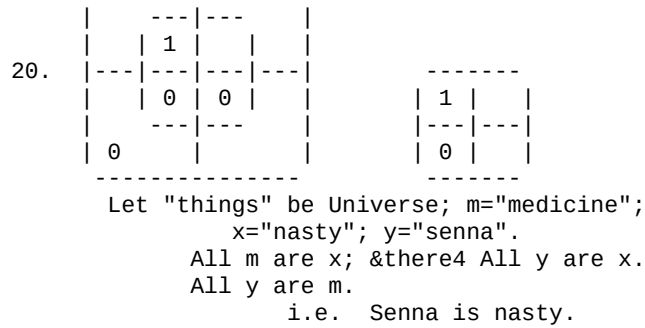 |     ---|---     |
|   | 1 |   |   |
20.  |---|---|---|---|        -------
|   | 0 | 0 |   |       | 1 |   |
|     ---|---     |       |---|---|
| 0     |       |       | 0 |   |
---------------         -------
Let "things" be Universe; m="medicine";
x="nasty"; y="senna".
All m are x; &there4 All y are x.
All y are m.
i.e.  Senna is nasty.